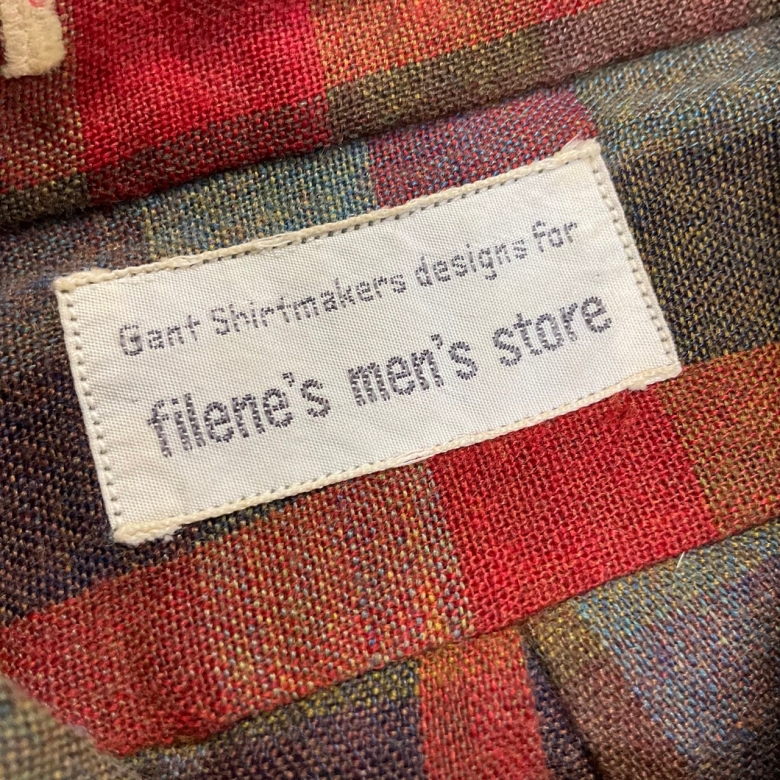 Gant Shirtmakers designs for
filene's men's store